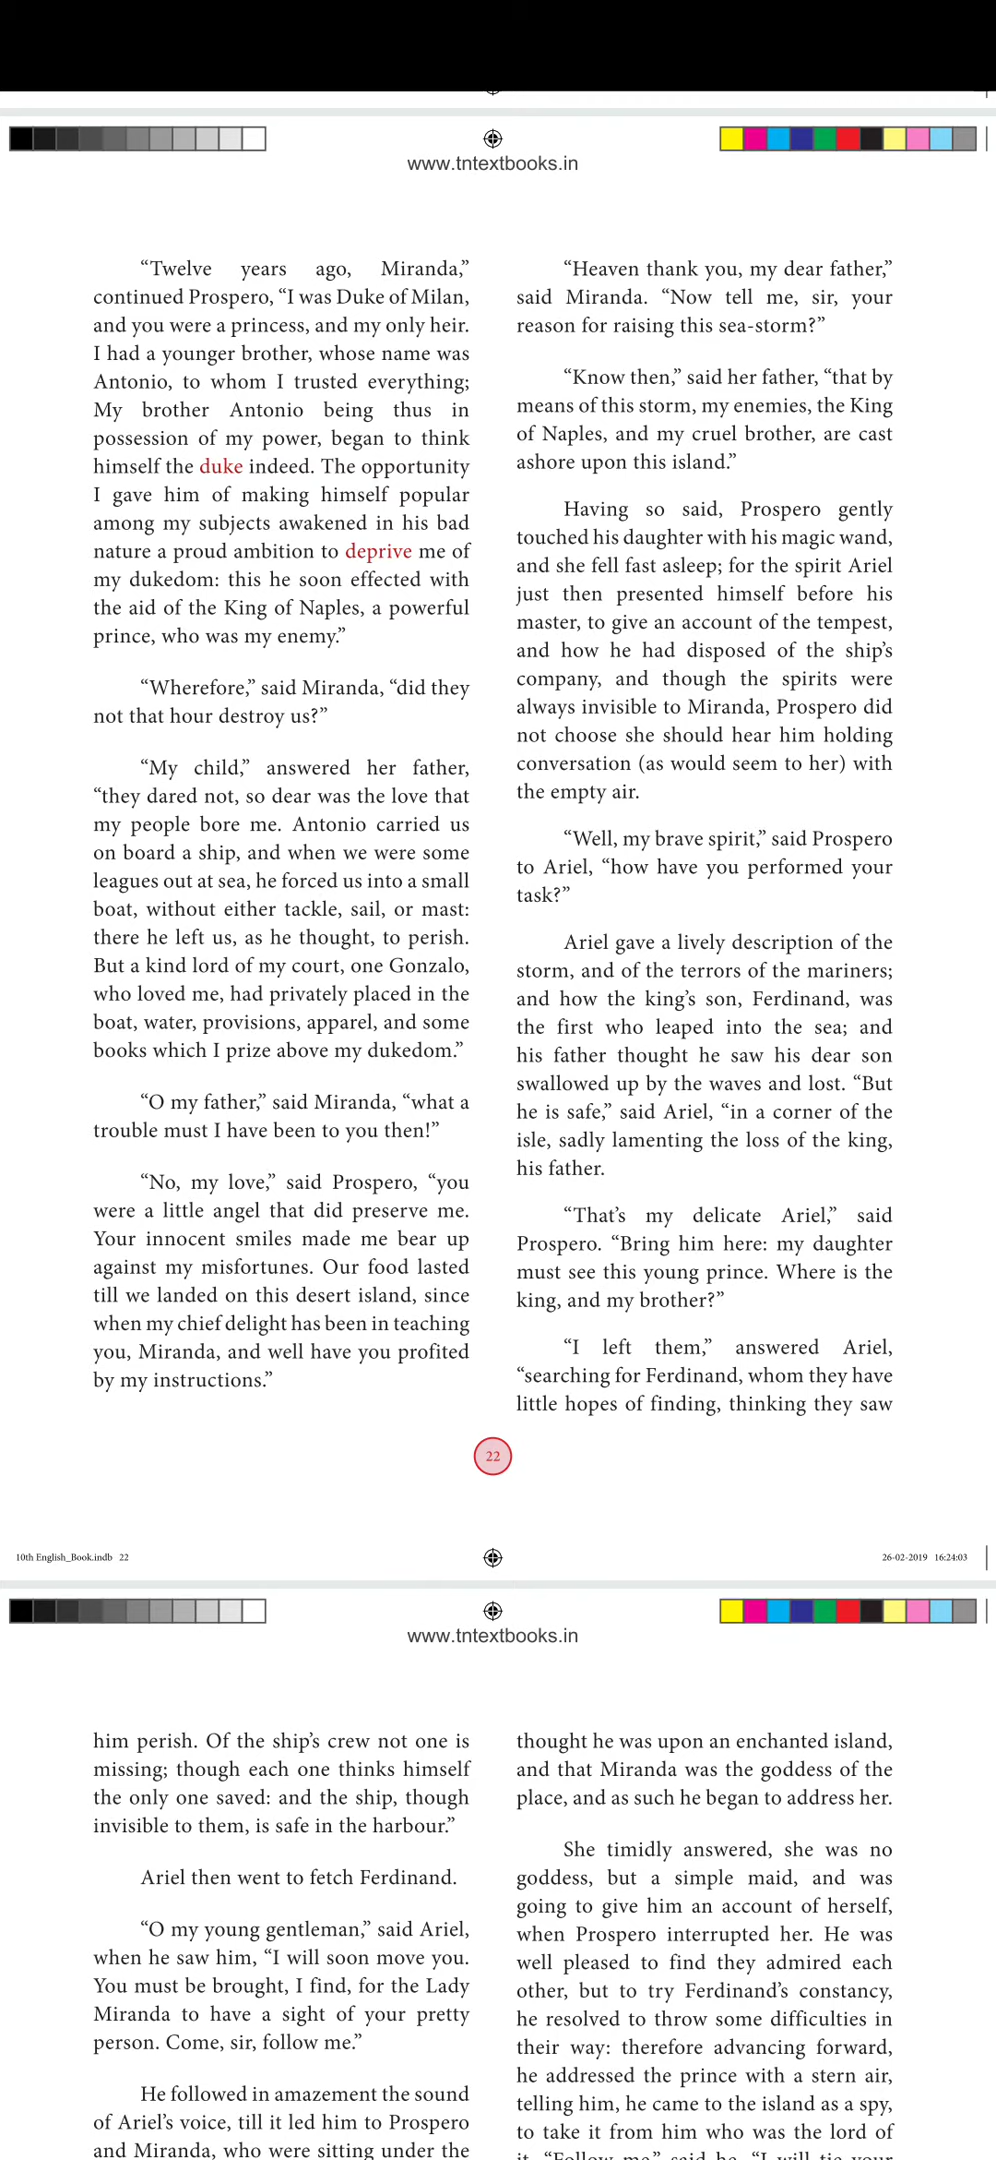 www.tntextbooks.in
“Twelve years ago, Miranda,”
continued Prospero, “I was Duke of Milan,
and you were a princess, and my only heir.
I had a younger brother, whose name was
Antonio, to whom I trusted everything;
My brother Antonio being thus in
possession of my power, began to think
himself the duke indeed. The opportunity
I gave him of making himself popular
among my subjects awakened in his bad
nature a proud ambition to deprive me of
my dukedom: this he soon effected with
the aid of the King of Naples, a powerful
prince, who was my enemy.”
“Wherefore,” said Miranda, “did they
not that hour destroy us?”
“My child,” answered her father,
“they dared not, so dear was the love that
my people bore me. Antonio carried us
on board a ship, and when we were some
leagues out at sea, he forced us into a small
boat, without either tackle, sail, or mast:
there he left us, as he thought, to perish.
But a kind lord of my court, one Gonzalo,
who loved me, had privately placed in the
boat, water, provisions, apparel, and some
books which I prize above my dukedom.”
“O my father,” said Miranda, “what a
trouble must I have been to you then!”
“No, my love,” said Prospero, “you
were a little angel that did preserve me.
Your innocent smiles made me bear up
against my misfortunes. Our food lasted
till we landed on this desert island, since
when my chief delight has been in teaching
you, Miranda, and well have you profited
by my instructions.”
“Heaven thank you, my dear father,”
said Miranda. “Now tell me, sir, your
reason for raising this sea-storm?”
“Know then,” said her father, “that by
means of this storm, my enemies, the King
of Naples, and my cruel brother, are cast
ashore upon this island.”
Having so said, Prospero gently
touched his daughter with his magic wand,
and she fell fast asleep; for the spirit Ariel
just then presented himself before his
master, to give an account of the tempest,
and how he had disposed of the ship’s
company, and though the spirits were
always invisible to Miranda, Prospero did
not choose she should hear him holding
conversation (as would seem to her) with
the empty air.
“Well, my brave spirit,” said Prospero
to Ariel, “how have you performed your
task?”
Ariel gave a lively description of the
storm, and of the terrors of the mariners;
and how the king’s son, Ferdinand, was
the first who leaped into the sea; and
his father thought he saw his dear son
swallowed up by the waves and lost. “But
he is safe,” said Ariel, “in a corner of the
isle, sadly lamenting the loss of the king,
his father.
“That’s my delicate Ariel,” said
Prospero. “Bring him here: my daughter
must see this young prince. Where is the
king, and my brother?”
“I left them,” answered Ariel,
“searching for Ferdinand, whom they have
little hopes of finding, thinking they saw
22
10th English_Book.indb 22
26-02-2019 16:24:03
www.tntextbooks.in
him perish. Of the ship’s crew not one is
missing; though each one thinks himself
the only one saved: and the ship, though
invisible to them, is safe in the harbour.”
Ariel then went to fetch Ferdinand.
“O my young gentleman,” said Ariel,
when he saw him, “I will soon move you.
You must be brought, I find, for the Lady
Miranda to have a sight of your pretty
person. Come, sir, follow me.”
He followed in amazement the sound
of Ariel’s voice, till it led him to Prospero
and Miranda, who were sitting under the
thought he was upon an enchanted island,
and that Miranda was the goddess of the
place, and as such he began to address her.
She timidly answered, she was no
goddess, but a simple maid, and was
going to give him an account of herself,
when Prospero interrupted her. He was
well pleased to find they admired each
other, but to try Ferdinand’s constancy,
he resolved to throw some difficulties in
their way: therefore advancing forward,
he addressed the prince with a stern air,
telling him, he came to the island as a spy,
to take it from him who was the lord of
it. “Follow me,” said he. “I will tie your